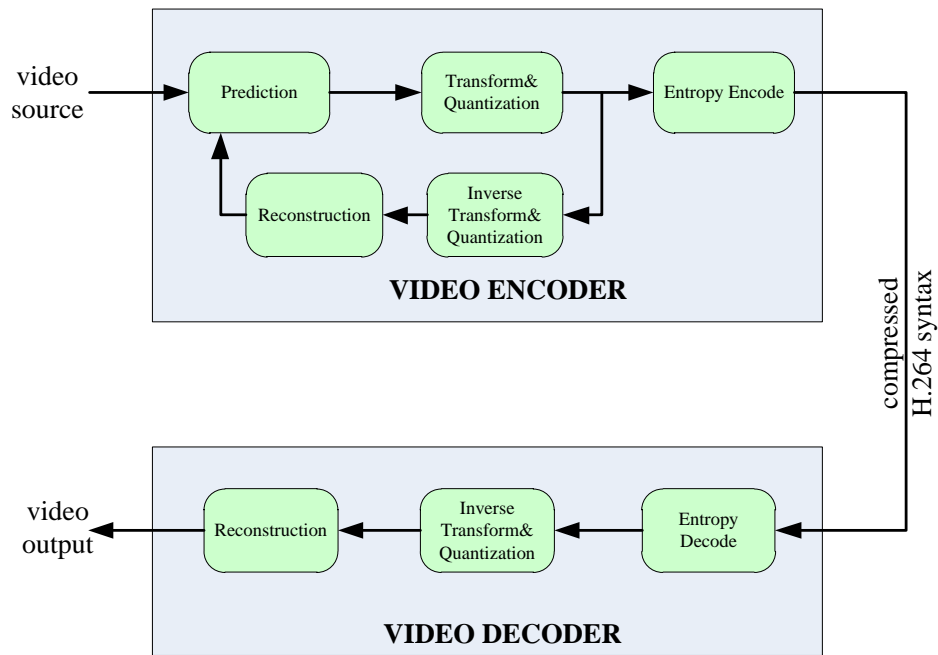 video
source
Prediction
Transform&
Quantization
Entropy Encode
Reconstruction
Inverse
Transform&
Quantization
VIDEO ENCODER
compressed
H.264 syntax
video
output
Reconstruction
Inverse
Transform&
Quantization
Entropy
Decode
VIDEO DECODER